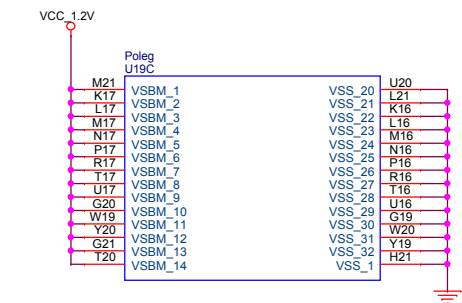 VCC_1.2V
Poleg
U19C
M21 VSBM_1 VSS_20 U20
K17 VSBM_2 VSS_21 L21
L17 VSBM_3 VSS_22 K16
M17 VSBM_4 VSS_23 L16
N17 VSBM_5 VSS_24 M16
P17 VSBM_6 VSS_25 N16
R17 VSBM_7 VSS_26 P16
T17 VSBM_8 VSS_27 R16
U17 VSBM_9 VSS_28 T16
G20 VSBM_10 VSS_29 U16
W19 VSBM_11 VSS_30 G19
Y20 VSBM_12 VSS_31 W20
G21 VSBM_13 VSS_32 Y19
T20 VSBM_14 VSS_1 H21